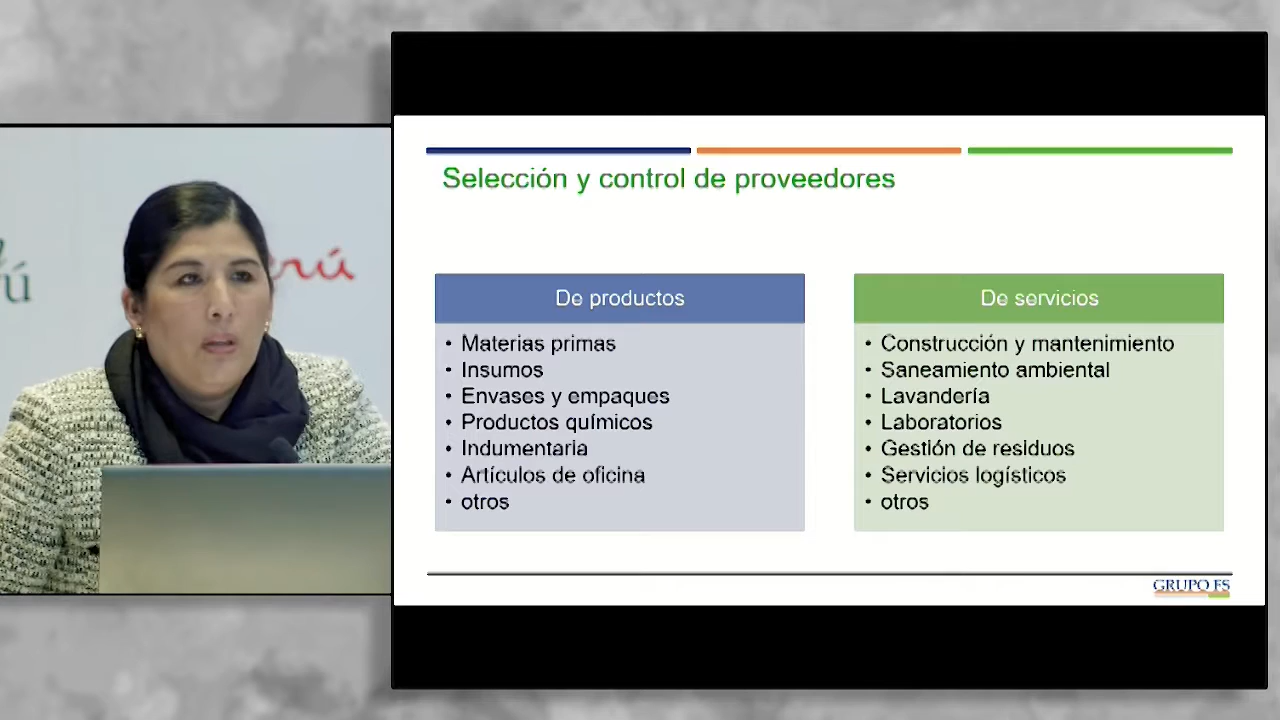 Selección y control de proveedores
De productos
• Materias primas
• Insumos
• Envases y empaques
• Productos químicos
• Indumentaria
• Artículos de oficina
• otros
De servicios
• Construcción y mantenimiento
• Saneamiento ambiental
• Lavandería
• Laboratorios
• Gestión de residuos
• Servicios logísticos
• otros
GRUPO FS